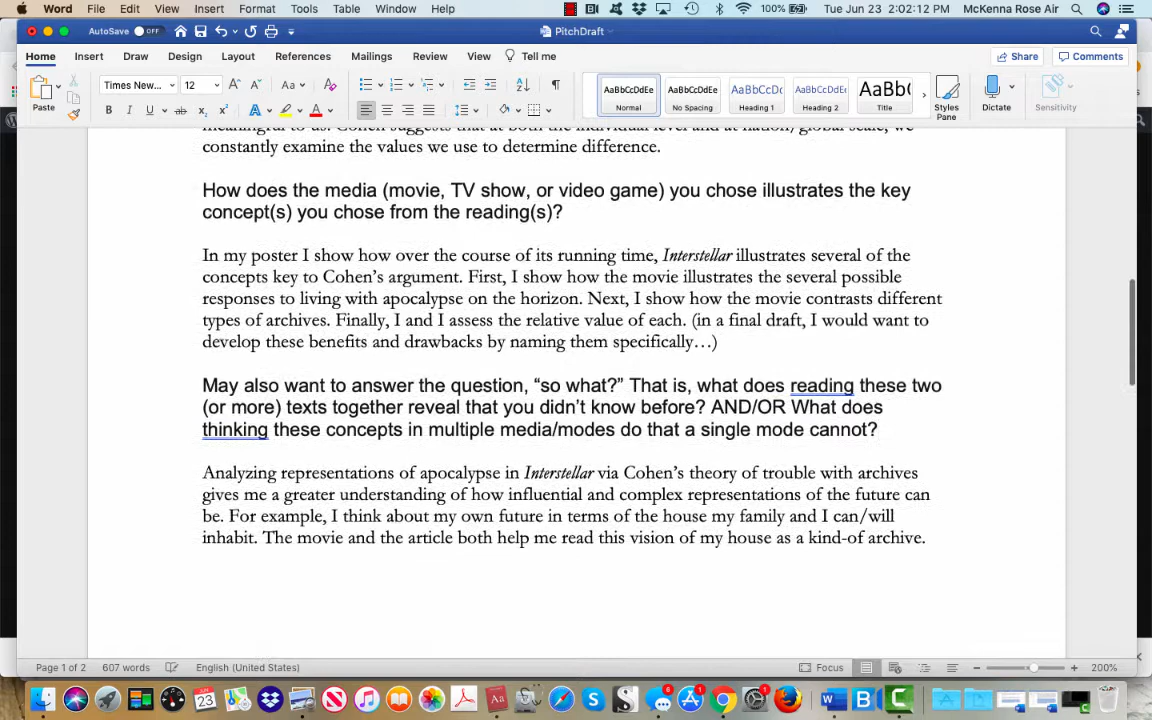 Word File Edit View Insert Format Tools Table Window Help 100% Tue Jun 23 2:02:12 PM McKenna Rose Air
AutoSave OFF PitchDraft
Home Insert Draw Design Layout References Mailings Review View Tell me Share Comments
Paste Times New... 12 Aa AaBbCcDdEe Normal AaBbCcDdEe No Spacing AaBbCcDc Heading 1 AaBbCcDdEe Heading 2 AaBb( Title Styles Pane Dictate Sensitivity
constantly examine the values we use to determine difference.
How does the media (movie, TV show, or video game) you chose illustrates the key
concept(s) you chose from the reading(s)?
In my poster I show how over the course of its running time, Interstellar illustrates several of the
concepts key to Cohen's argument. First, I show how the movie illustrates the several possible
responses to living with apocalypse on the horizon. Next, I show how the movie contrasts different
types of archives. Finally, I and I assess the relative value of each. (in a final draft, I would want to
develop these benefits and drawbacks by naming them specifically…)
May also want to answer the question, “so what?” That is, what does reading these two
(or more) texts together reveal that you didn't know before? AND/OR What does
thinking these concepts in multiple media/modes do that a single mode cannot?
Analyzing representations of apocalypse in Interstellar via Cohen's theory of trouble with archives
gives me a greater understanding of how influential and complex representations of the future can
be. For example, I think about my own future in terms of the house my family and I can/will
inhabit. The movie and the article both help me read this vision of my house as a kind-of archive.
Page 1 of 2 607 words English (United States) Focus 200%